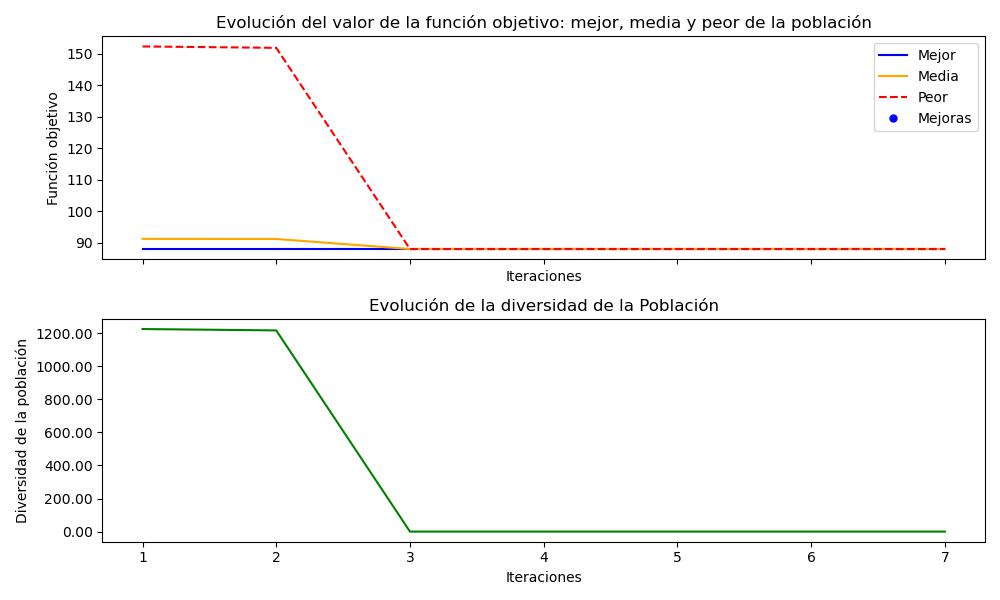 Evolución del valor de la función objetivo: mejor, media y peor de la población
Función objetivo
150
140
130
120
110
100
90
Mejor
Media
Peor
Mejoras
Iteraciones
Evolución de la diversidad de la Población
Diversidad de la población
1200.00
1000.00
800.00
600.00
400.00
200.00
0.00
1 2 3 4 5 6 7
Iteraciones